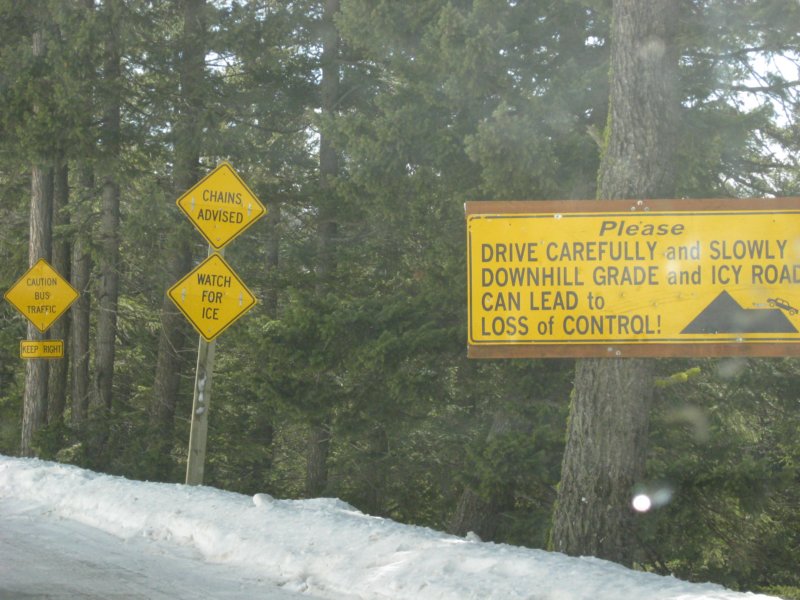 CAUTION
BUS
TRAFFIC
KEEP RIGHT
CHAINS
ADVISED
WATCH
FOR
ICE
Please
DRIVE CAREFULLY and SLOWLY
DOWNHILL GRADE and ICY ROAD
CAN LEAD to
LOSS of CONTROL!